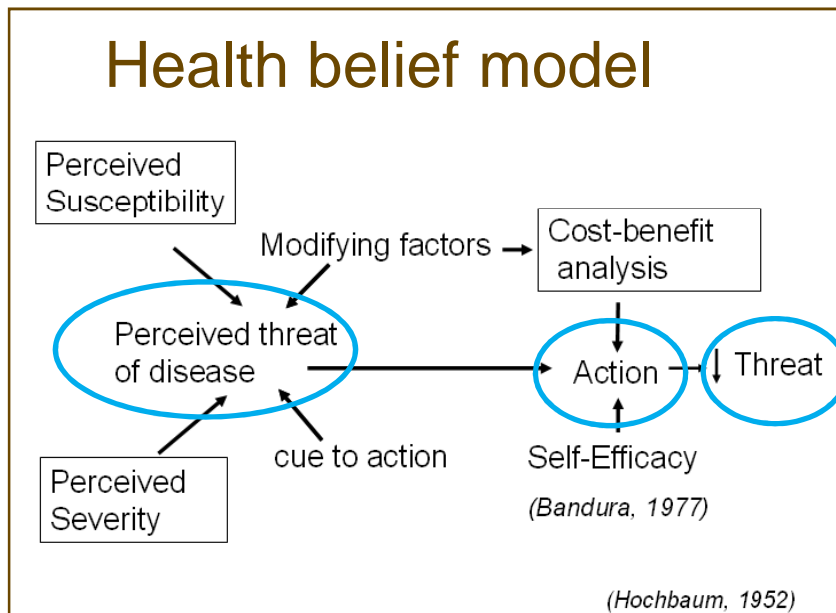 Health belief model
Perceived
Susceptibility
Modifying factors
Cost-benefit
analysis
Perceived threat
of disease
Action
Threat
cue to action
Self-Efficacy
(Bandura, 1977)
Perceived
Severity
(Hochbaum, 1952)